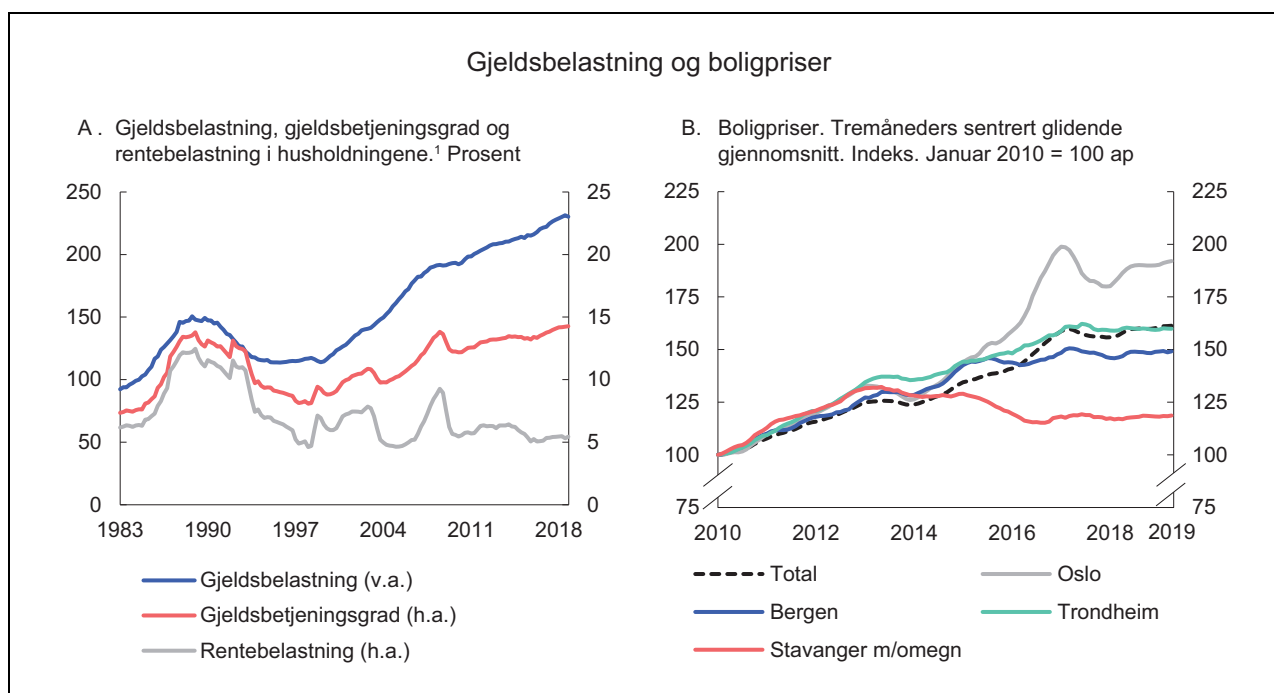 Gjeldsbelastning og boligpriser
A . Gjeldsbelastning, gjeldsbetjeningsgrad og
rentebelastning i husholdningene.¹ Prosent
250
200
150
100
50
0
25
20
15
10
5
0
1983 1990 1997 2004 2011 2018
Gjeldsbelastning (v.a.)
Gjeldsbetjeningsgrad (h.a.)
Rentebelastning (h.a.)
B. Boligpriser. Tremåneders sentrert glidende
gjennomsnitt. Indeks. Januar 2010 = 100 ap
225
200
175
150
125
100
75
225
200
175
150
125
100
75
2010 2012 2014 2016 2018 2019
Total Oslo
Bergen Trondheim
Stavanger m/omegn